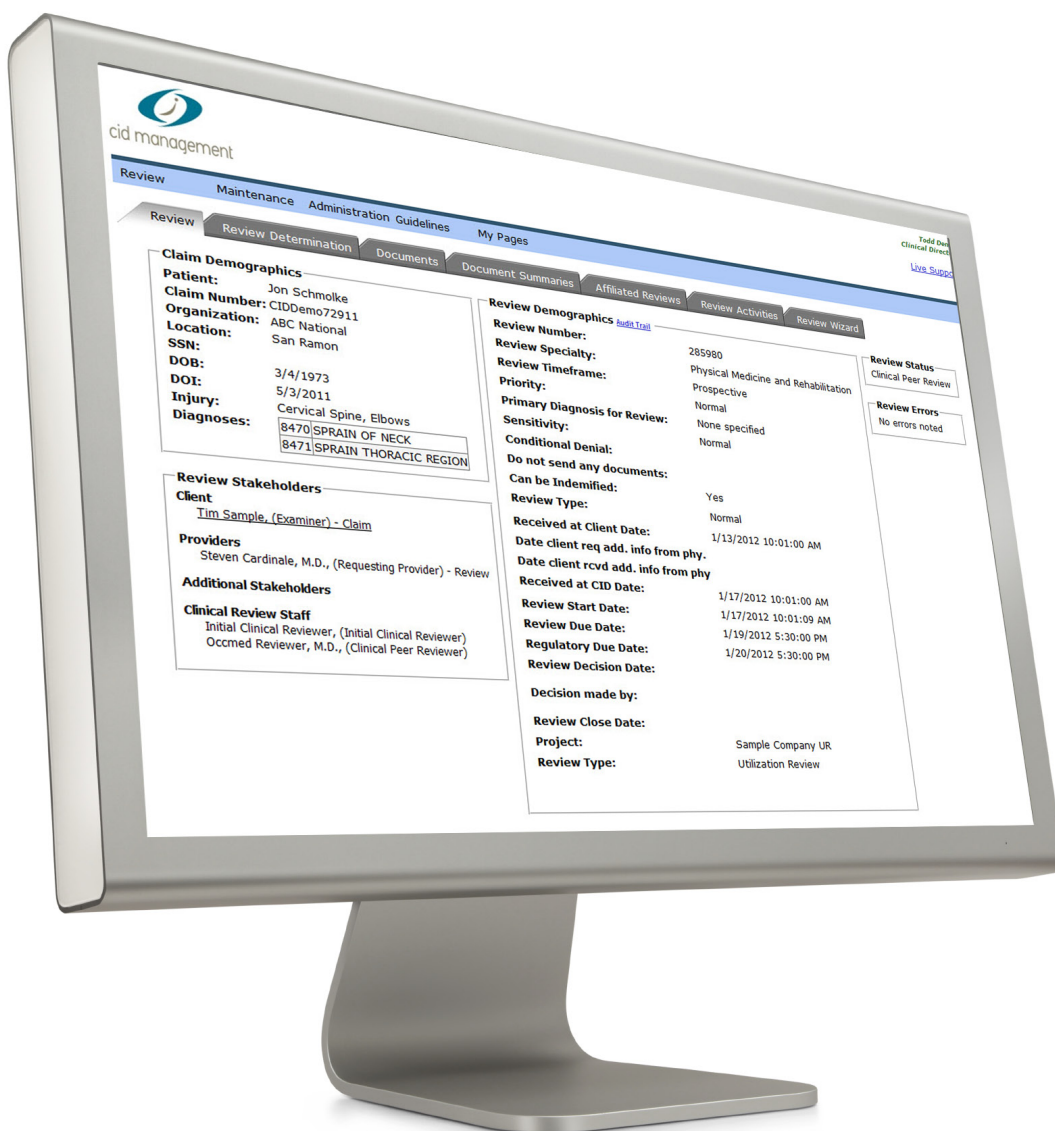 cid management
Todd Den
Clinical Direct
Live Suppo
Review Maintenance Administration Guidelines My Pages
Review Review Determination Documents Document Summaries Affiliated Reviews Review Activities Review Wizard
Claim Demographics
Patient: Jon Schmolke
Claim Number: CIDDemo72911
Organization: ABC National
Location: San Ramon
SSN:
DOB: 3/4/1973
DOI: 5/3/2011
Injury: Cervical Spine, Elbows
Diagnoses: 8470 SPRAIN OF NECK
8471 SPRAIN THORACIC REGION
Review Stakeholders
Client
Tim Sample, (Examiner) - Claim
Providers
Steven Cardinale, M.D., (Requesting Provider) - Review
Additional Stakeholders
Clinical Review Staff
Initial Clinical Reviewer, (Initial Clinical Reviewer)
Occmed Reviewer, M.D., (Clinical Peer Reviewer)
Review Demographics Audit Trail
Review Number: 285980
Review Specialty: Physical Medicine and Rehabilitation
Review Timeframe: Prospective
Priority: Normal
Primary Diagnosis for Review: None specified
Sensitivity: Normal
Conditional Denial:
Do not send any documents:
Can be Indemified: Yes
Review Type: Normal
Received at Client Date: 1/13/2012 10:01:00 AM
Date client req add. info from phy.
Date client rcvd add. info from phy
Received at CID Date: 1/17/2012 10:01:00 AM
Review Start Date: 1/17/2012 10:01:09 AM
Review Due Date: 1/19/2012 5:30:00 PM
Regulatory Due Date: 1/20/2012 5:30:00 PM
Review Decision Date:
Decision made by:
Review Close Date:
Project: Sample Company UR
Review Type: Utilization Review
Review Status
Clinical Peer Review
Review Errors
No errors noted